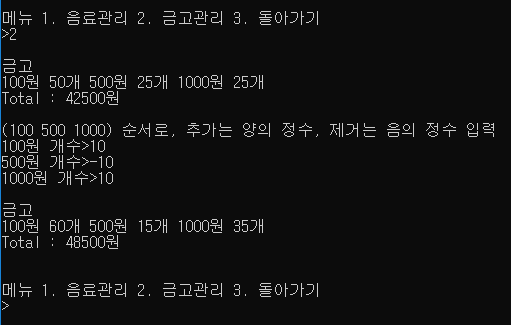 메뉴 1. 음료관리 2. 금고관리 3. 돌아가기
>2
금고
100원 50개 500원 25개 1000원 25개
Total : 42500원
(100 500 1000) 순서로, 추가는 양의 정수, 제거는 음의 정수 입력
100원 개수>10
500원 개수>-10
1000원 개수>10
금고
100원 60개 500원 15개 1000원 35개
Total : 48500원
메뉴 1. 음료관리 2. 금고관리 3. 돌아가기
>